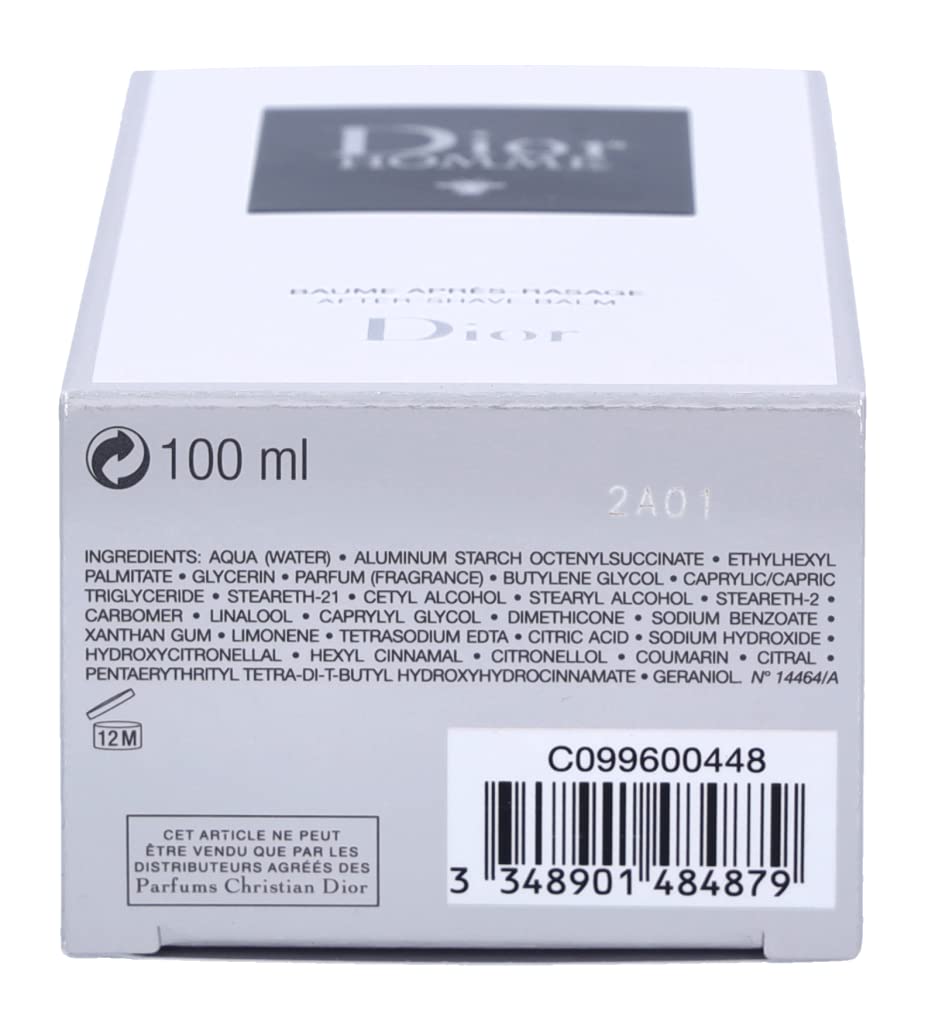 Dior
HOMME
BAUME APRÈS-RASAGE
AFTER-SHAVE BALM
Dior
100 ml
2A01
INGREDIENTS: AQUA (WATER) • ALUMINUM STARCH OCTENYLSUCCINATE • ETHYLHEXYL
PALMITATE • GLYCERIN • PARFUM (FRAGRANCE) • BUTYLENE GLYCOL • CAPRYLIC/CAPRIC
TRIGLYCERIDE • STEARETH-21 • CETYL ALCOHOL • STEARYL ALCOHOL • STEARETH-2 •
CARBOMER • LINALOOL • CAPRYLYL GLYCOL • DIMETHICONE • SODIUM BENZOATE •
XANTHAN GUM • LIMONENE • TETRASODIUM EDTA • CITRIC ACID • SODIUM HYDROXIDE •
HYDROXYCITRONELLAL • HEXYL CINNAMAL • CITRONELLOL • COUMARIN • CITRAL •
PENTAERYTHRITYL TETRA-DI-T-BUTYL HYDROXYHYDROCINNAMATE • GERANIOL. N° 14464/A
12M
C099600448
3 348901 484879
CET ARTICLE NE PEUT
ÊTRE VENDU QUE PAR LES
DISTRIBUTEURS AGRÉÉS DES
Parfums Christian Dior